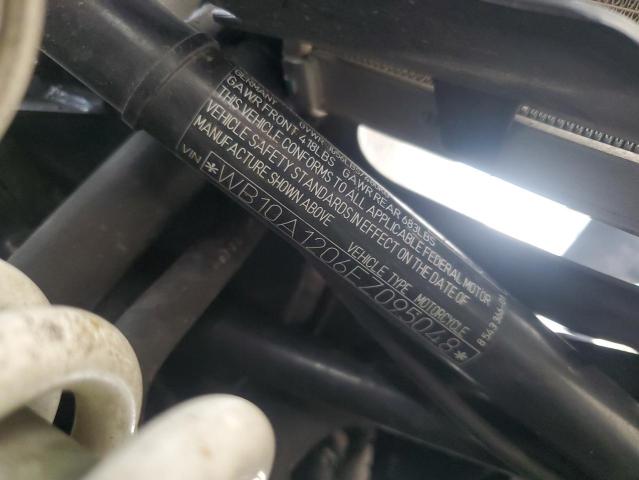 GERMANY
GAWR FRONT 418LBS GAWR REAR 683LBS
THIS VEHICLE CONFORMS TO ALL APPLICABLE FEDERAL MOTOR
VEHICLE SAFETY STANDARDS IN EFFECT ON THE DATE OF
MANUFACTURE SHOWN ABOVE VEHICLE TYPE MOTORCYCLE
VIN *WB10A1206EZ095048*